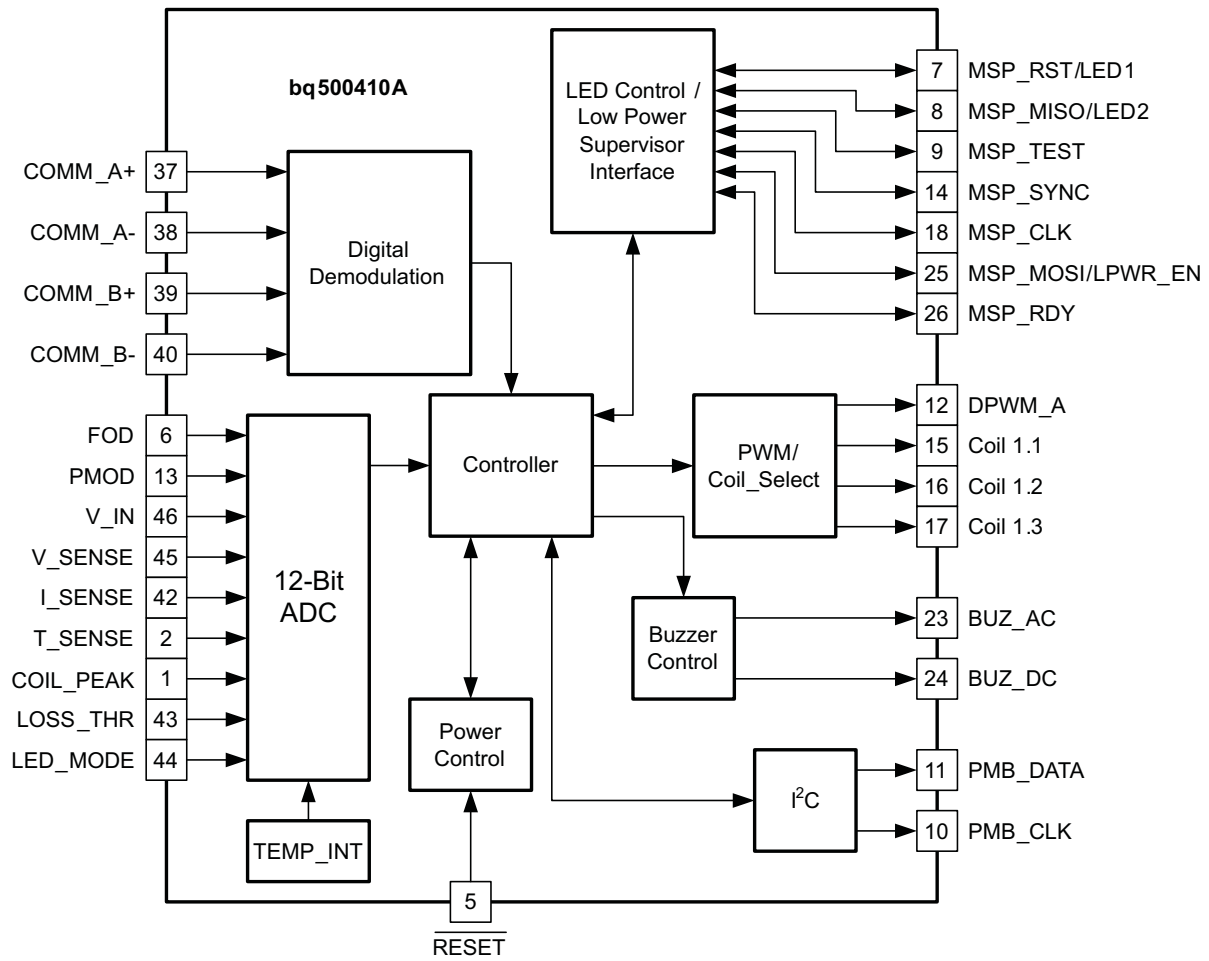 bq500410A
LED Control /
Low Power
Supervisor
Interface
7 MSP_RST/LED1
8 MSP_MISO/LED2
9 MSP_TEST
14 MSP_SYNC
18 MSP_CLK
25 MSP_MOSI/LPWR_EN
26 MSP_RDY
COMM_A+ 37
COMM_A- 38
COMM_B+ 39
COMM_B- 40
Digital
Demodulation
FOD 6
PMOD 13
V_IN 46
V_SENSE 45
I_SENSE 42
T_SENSE 2
COIL_PEAK 1
LOSS_THR 43
LED_MODE 44
12-Bit
ADC
TEMP_INT
Controller
PWM/
Coil_Select
12 DPWM_A
15 Coil 1.1
16 Coil 1.2
17 Coil 1.3
Buzzer
Control
23 BUZ_AC
24 BUZ_DC
Power
Control
I²C
11 PMB_DATA
10 PMB_CLK
5
RESET